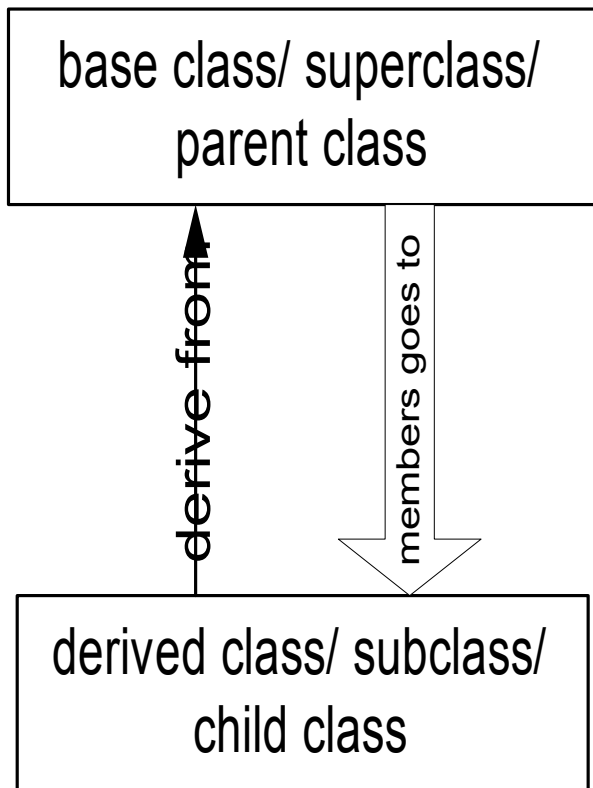 base class/ superclass/
parent class
derive from
members goes to
derived class/ subclass/
child class